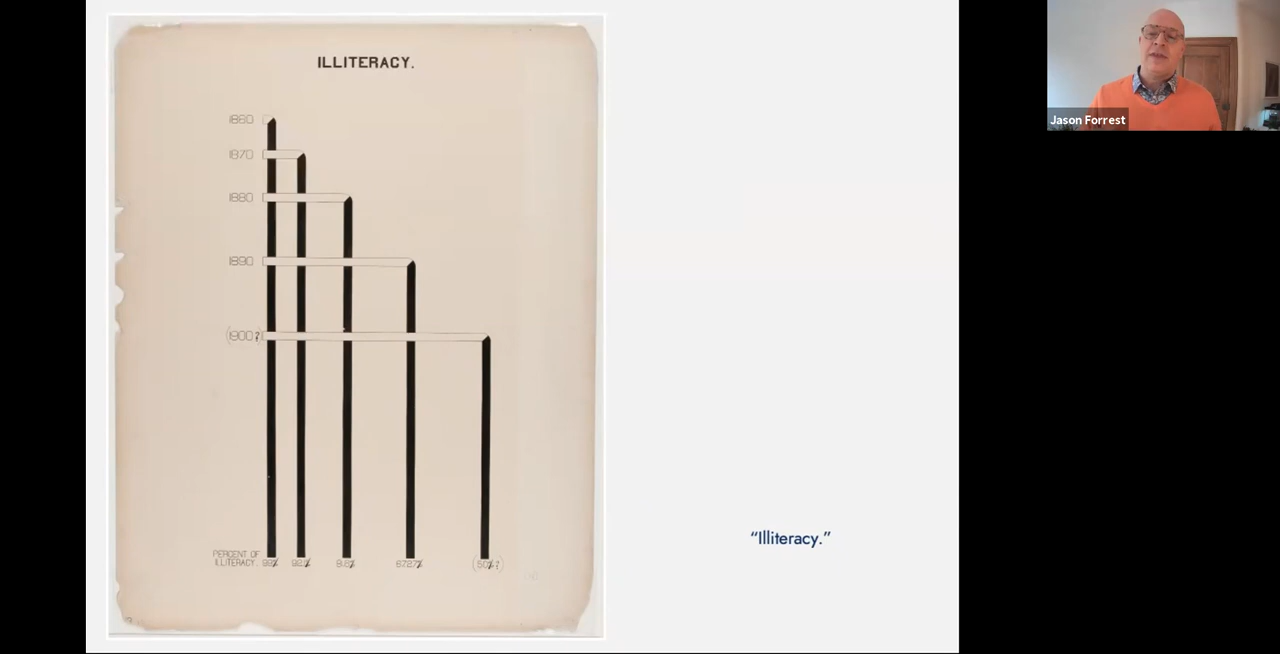 ILLITERACY.
1860
1870
1880
1890
(1900?)
PERCENT OF
ILLITERACY. 99% 92.1% 81.6% 67.27% (50%?)
“Illiteracy.”
Jason Forrest